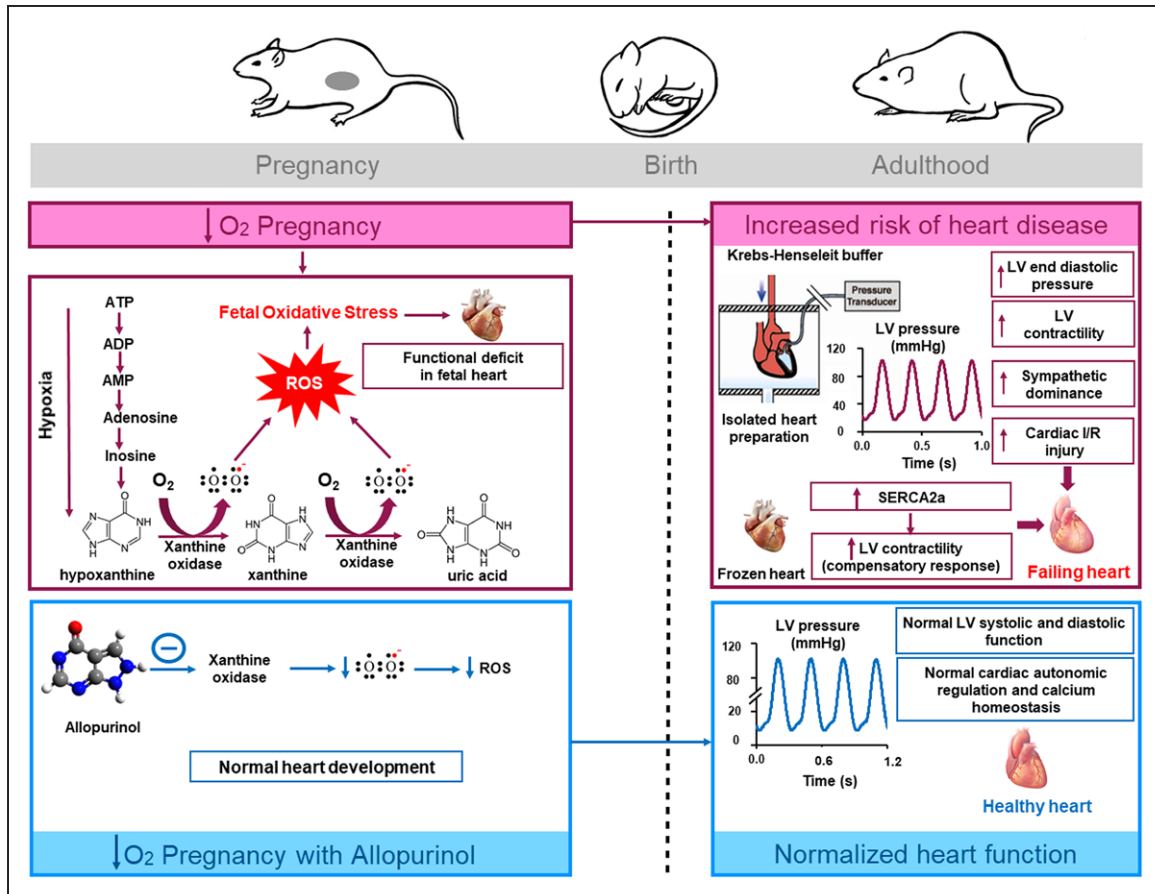 Pregnancy
Birth
Adulthood
↓O₂ Pregnancy
Hypoxia
ATP
ADP
AMP
Adenosine
Inosine
Fetal Oxidative Stress
ROS
Functional deficit
in fetal heart
O₂
O O
O₂
O O
O
N
NH
N
H
N
hypoxanthine
Xanthine
oxidase
O
H
N
HN
O
N
H
N
xanthine
Xanthine
oxidase
H
N
O
O
NH
N
H
N
H
O
uric acid
Increased risk of heart disease
Krebs-Henseleit buffer
Pressure
Transducer
Isolated heart
preparation
LV pressure
(mmHg)
120
80
40
0
0.0
0.5
1.0
Time (s)
↑LV end diastolic
pressure
↑ LV
contractility
↑ Sympathetic
dominance
↑ Cardiac I/R
injury
Frozen heart
↑ SERCA2a
↑LV contractility
(compensatory response)
Failing heart
Allopurinol
Xanthine
oxidase
↓ O O
↓ ROS
Normal heart development
↓O₂ Pregnancy with Allopurinol
LV pressure
(mmHg)
120
80
20
0
0.0
0.6
1.2
Time (s)
Normal LV systolic and diastolic
function
Normal cardiac autonomic
regulation and calcium
homeostasis
Healthy heart
Normalized heart function